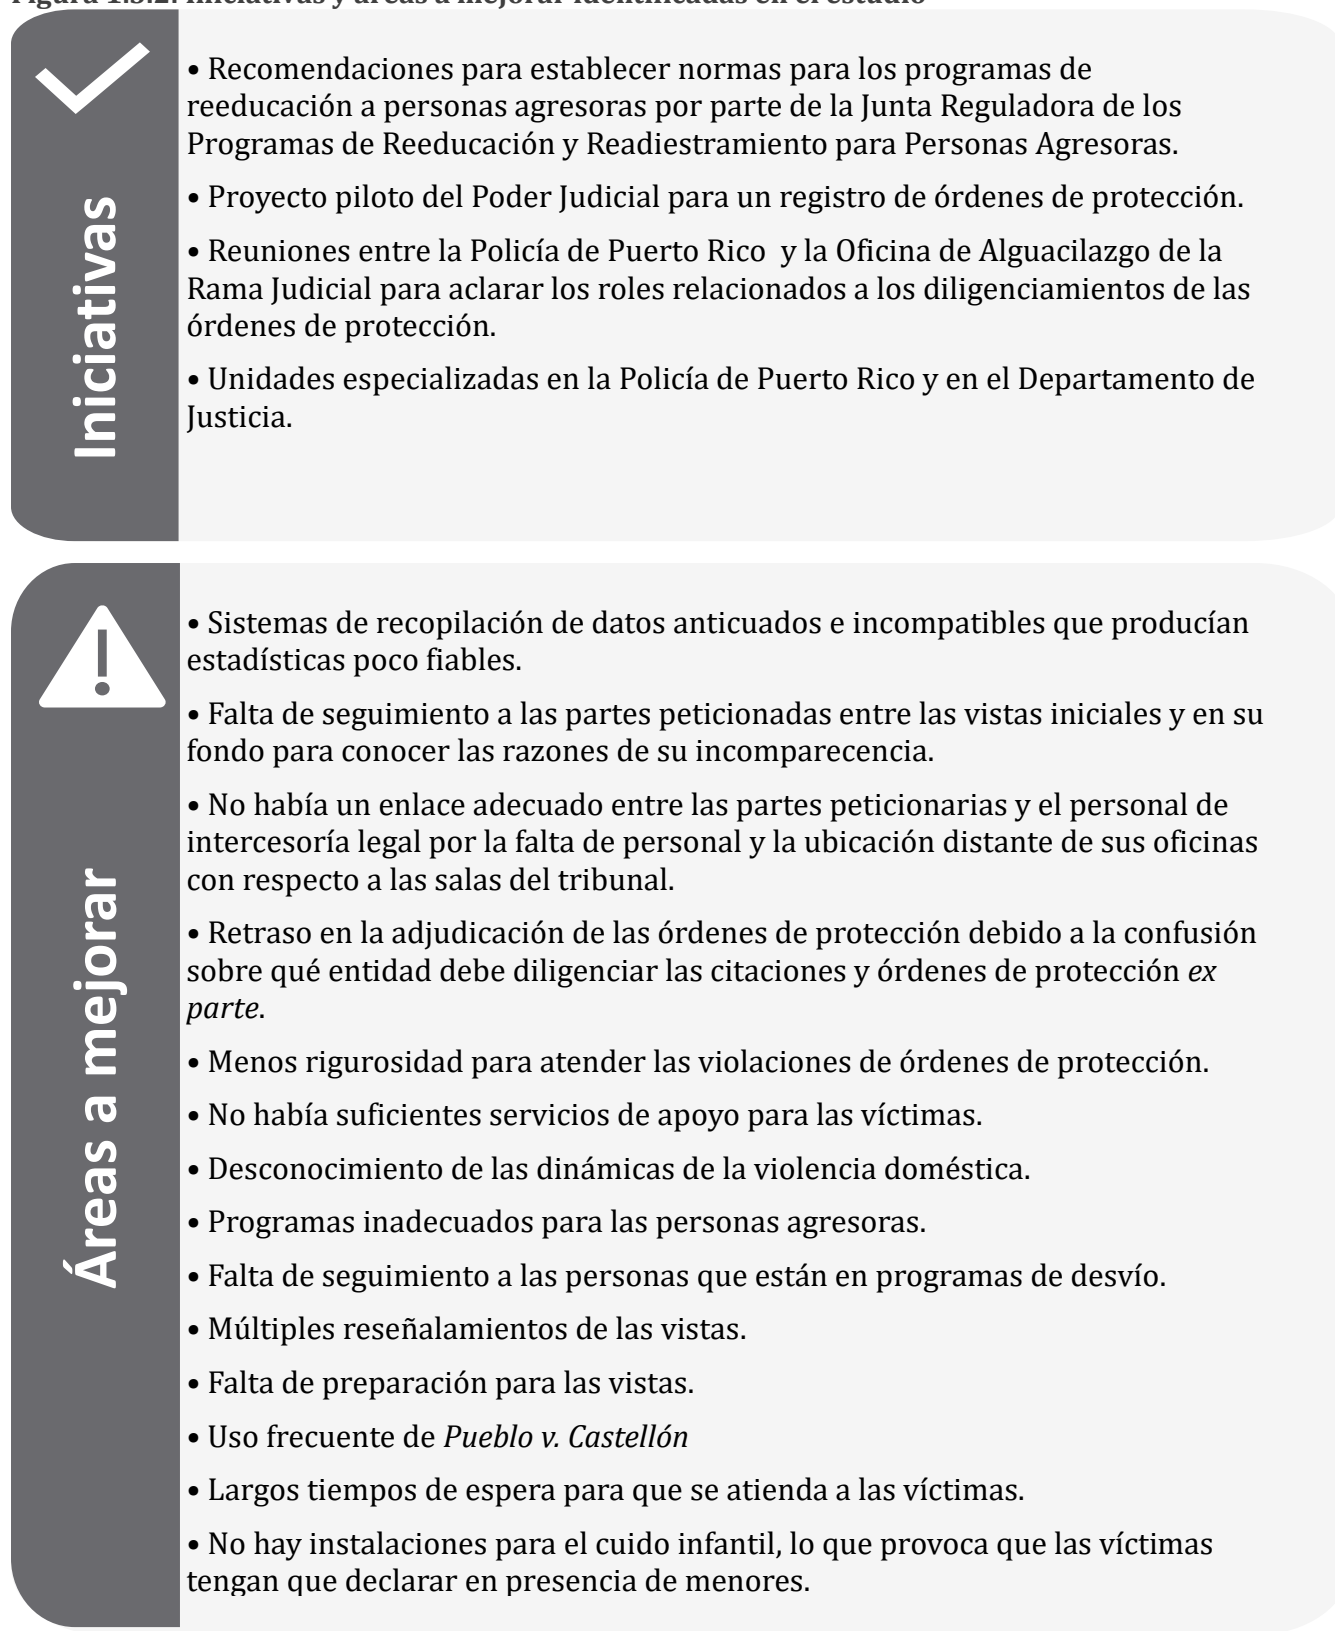 Figura 1.5.2. Iniciativas y áreas a mejorar identificadas en el estudio
Iniciativas
• Recomendaciones para establecer normas para los programas de
reeducación a personas agresoras por parte de la Junta Reguladora de los
Programas de Reeducación y Readiestramiento para Personas Agresoras.
• Proyecto piloto del Poder Judicial para un registro de órdenes de protección.
• Reuniones entre la Policía de Puerto Rico y la Oficina de Alguacilazgo de la
Rama Judicial para aclarar los roles relacionados a los diligenciamientos de las
órdenes de protección.
• Unidades especializadas en la Policía de Puerto Rico y en el Departamento de
Justicia.
Áreas a mejorar
• Sistemas de recopilación de datos anticuados e incompatibles que producían
estadísticas poco fiables.
• Falta de seguimiento a las partes peticionadas entre las vistas iniciales y en su
fondo para conocer las razones de su incomparecencia.
• No había un enlace adecuado entre las partes peticionarias y el personal de
intercesoría legal por la falta de personal y la ubicación distante de sus oficinas
con respecto a las salas del tribunal.
• Retraso en la adjudicación de las órdenes de protección debido a la confusión
sobre qué entidad debe diligenciar las citaciones y órdenes de protección ex
parte.
• Menos rigurosidad para atender las violaciones de órdenes de protección.
• No había suficientes servicios de apoyo para las víctimas.
• Desconocimiento de las dinámicas de la violencia doméstica.
• Programas inadecuados para las personas agresoras.
• Falta de seguimiento a las personas que están en programas de desvío.
• Múltiples reseñalamientos de las vistas.
• Falta de preparación para las vistas.
• Uso frecuente de Pueblo v. Castellón
• Largos tiempos de espera para que se atienda a las víctimas.
• No hay instalaciones para el cuido infantil, lo que provoca que las víctimas
tengan que declarar en presencia de menores.